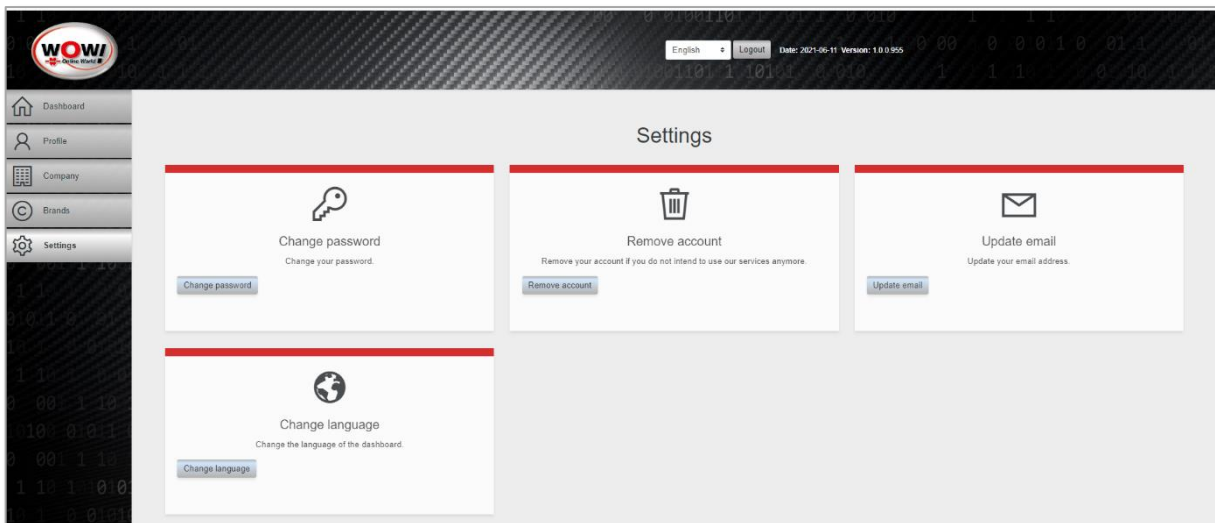 WOW!
Online World
English Logout Date: 2021-06-11 Version: 1.0.0.955
Dashboard
Profile
Company
Brands
Settings
Settings
Change password
Change your password.
Change password
Remove account
Remove your account if you do not intend to use our services anymore.
Remove account
Update email
Update your email address.
Update email
Change language
Change the language of the dashboard.
Change language